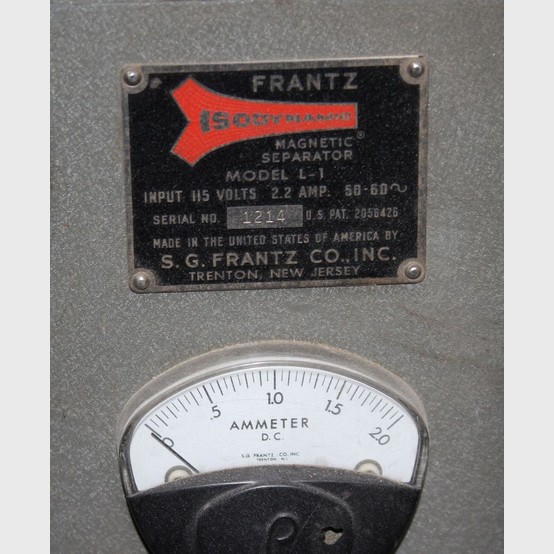 FRANTZ
ISODYNAMIC
MAGNETIC ®
SEPARATOR
MODEL L-1
INPUT 115 VOLTS 2.2 AMP. 50-60~
SERIAL NO. 1214 U.S. PAT. 2056426
MADE IN THE UNITED STATES OF AMERICA BY
S. G. FRANTZ CO., INC.
TRENTON, NEW JERSEY
0 .5 1.0 1.5 2.0
AMMETER
D.C.
S.G. FRANTZ CO. INC
TRENTON, N.J.